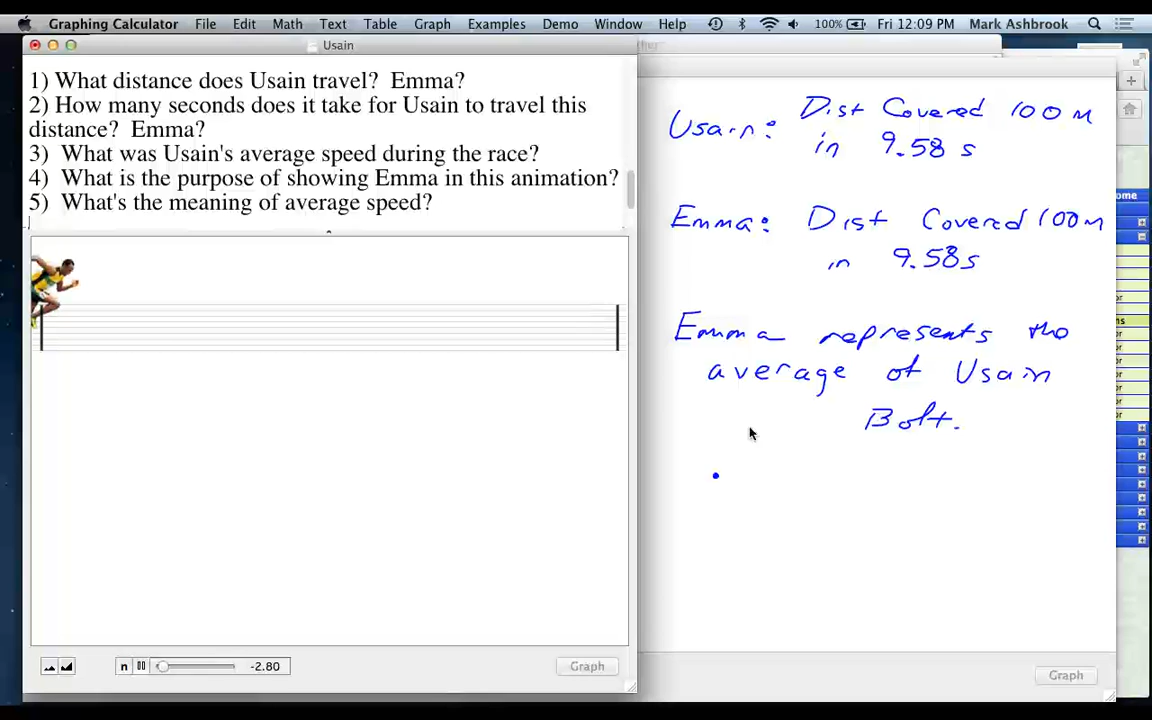 Graphing Calculator File Edit Math Text Table Graph Examples Demo Window Help 100% Fri 12:09 PM Mark Ashbrook
Usain
1) What distance does Usain travel? Emma?
2) How many seconds does it take for Usain to travel this
distance? Emma?
3) What was Usain's average speed during the race?
4) What is the purpose of showing Emma in this animation?
5) What's the meaning of average speed?
n -2.80 Graph
Usain: Dist Covered 100 M
in 9.58 s
Emma: Dist Covered 100 M
in 9.58 s
Emma represents the
average of Usain
Bolt.
Graph
ome